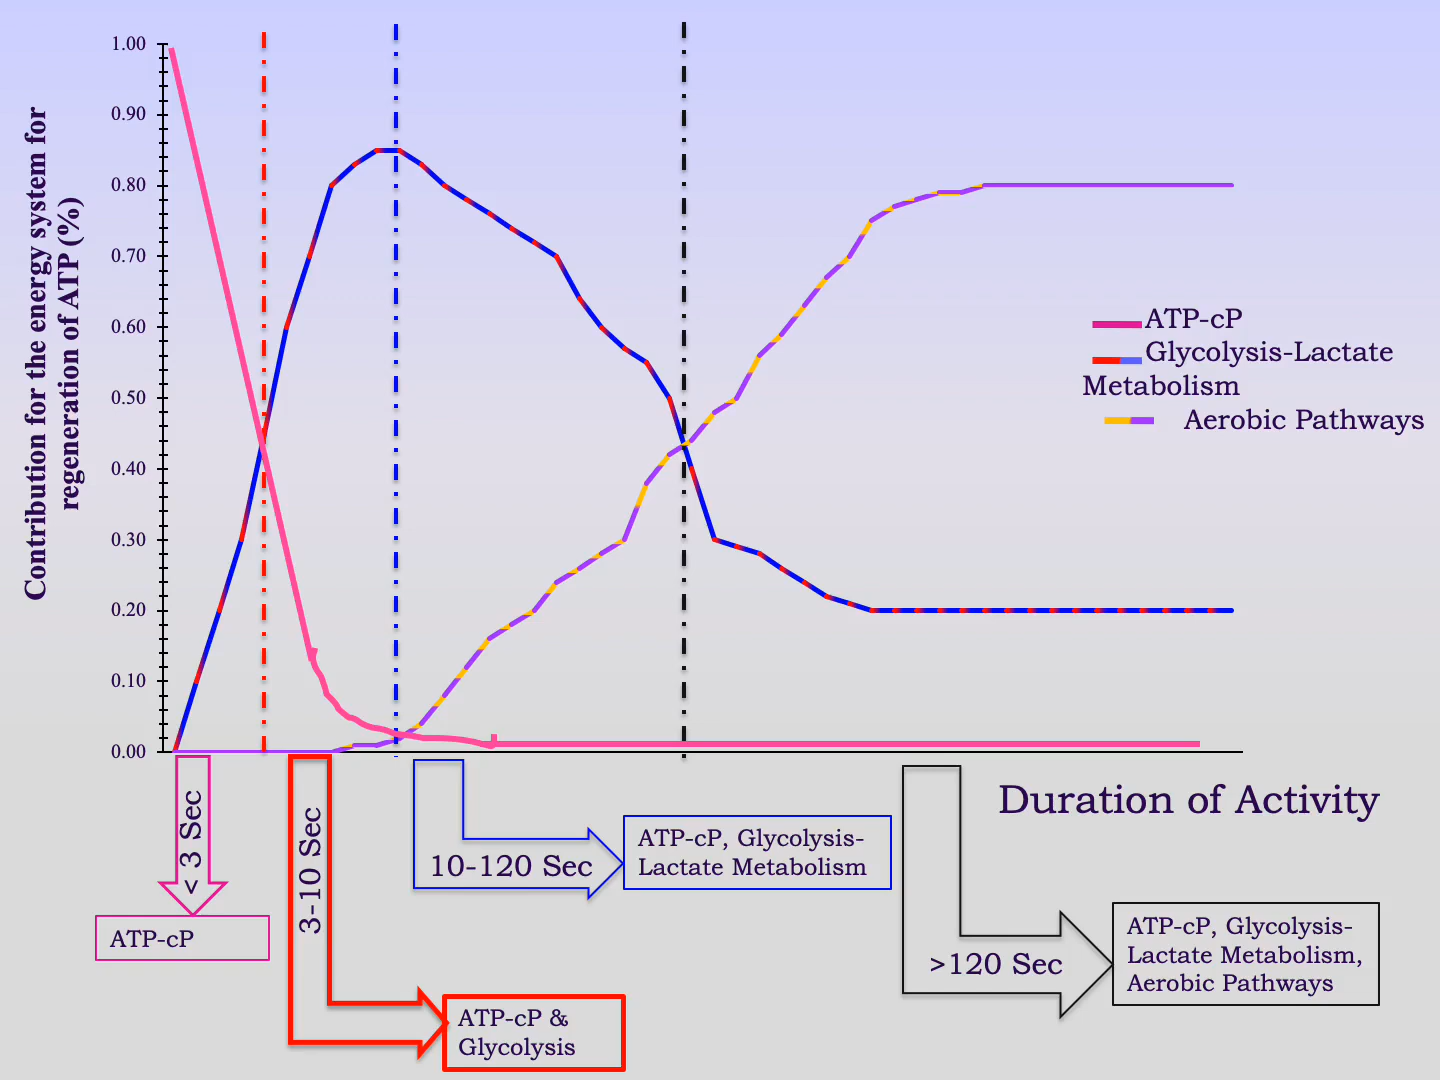 Contribution for the energy system for
regeneration of ATP (%)
1.00
0.90
0.80
0.70
0.60
0.50
0.40
0.30
0.20
0.10
0.00
ATP-cP
Glycolysis-Lactate
Metabolism
Aerobic Pathways
Duration of Activity
< 3 Sec
ATP-cP
3-10 Sec
ATP-cP &
Glycolysis
10-120 Sec
ATP-cP, Glycolysis-
Lactate Metabolism
>120 Sec
ATP-cP, Glycolysis-
Lactate Metabolism,
Aerobic Pathways